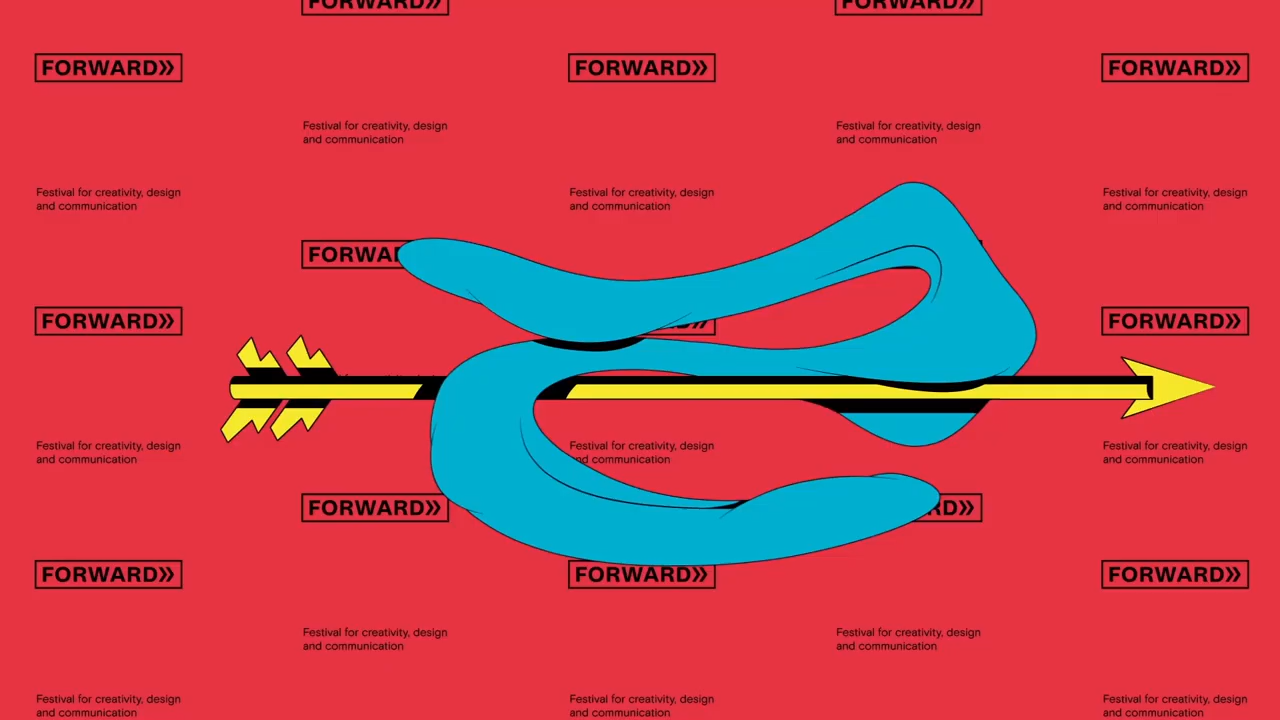 FORWARD»
FORWARD»
FORWARD»
FORWARD»
FORWARD»
Festival for creativity, design
and communication
Festival for creativity, design
and communication
Festival for creativity, design
and communication
Festival for creativity, design
and communication
Festival for creativity, design
and communication
FORWA
FORWARD»
FORWARD»
Festival for creativity, design
and communication
Festival for creativity, design
and communication
Festival for creativity, design
and communication
FORWARD»
RD»
FORWARD»
FORWARD»
FORWARD»
Festival for creativity, design
and communication
Festival for creativity, design
and communication
Festival for creativity, design
and communication
Festival for creativity, design
and communication
Festival for creativity, design
and communication